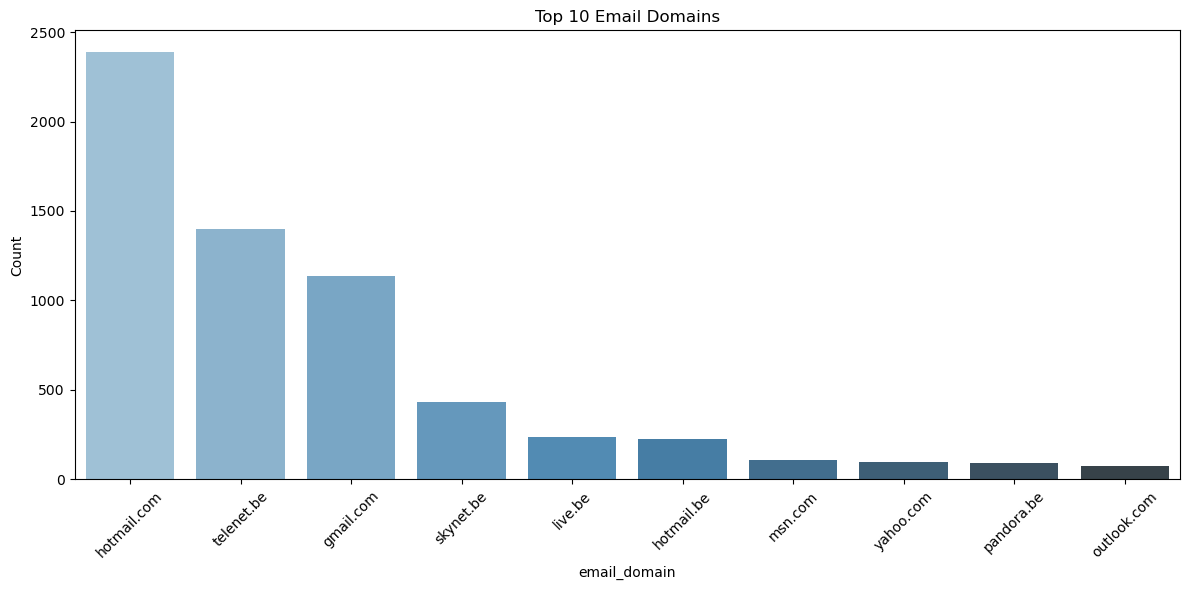 Top 10 Email Domains
2500
2000
1500
1000
500
0
Count
hotmail.com
telenet.be
gmail.com
skynet.be
live.be
hotmail.be
msn.com
yahoo.com
pandora.be
outlook.com
email_domain